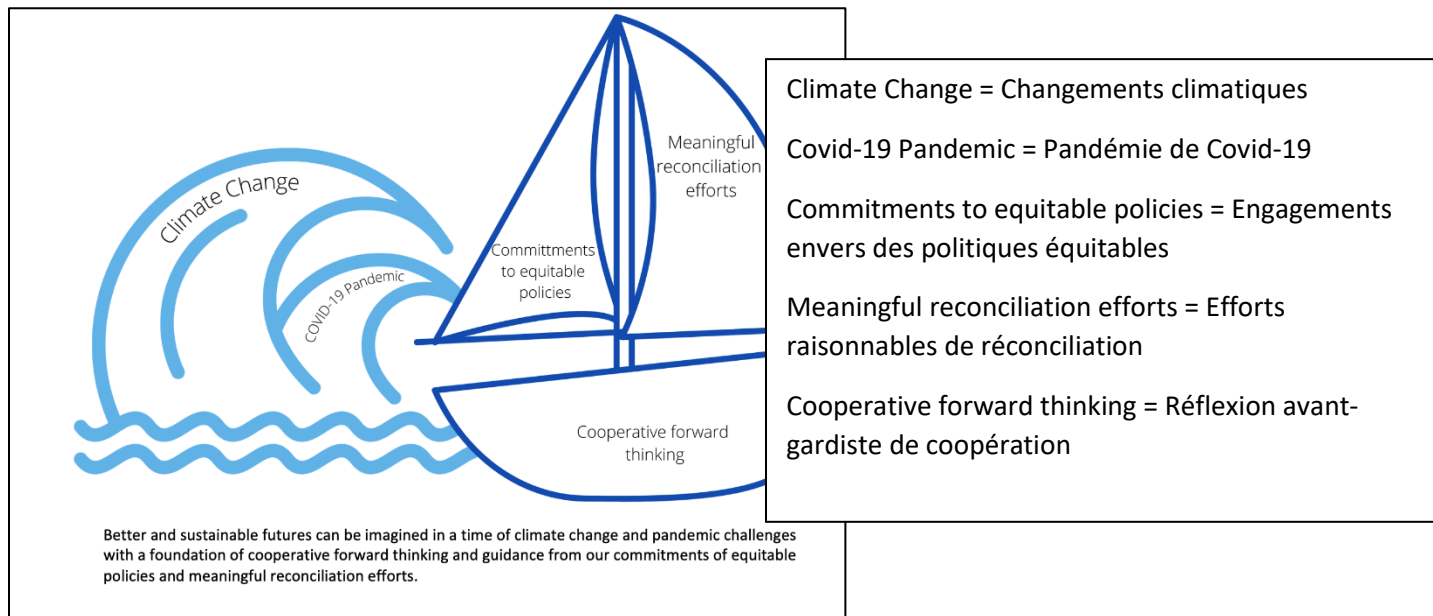 Climate Change
COVID-19 Pandemic
Committments
to equitable
policies
Meaningful
reconciliation
efforts
Cooperative forward
thinking
Better and sustainable futures can be imagined in a time of climate change and pandemic challenges
with a foundation of cooperative forward thinking and guidance from our commitments of equitable
policies and meaningful reconciliation efforts.
Climate Change = Changements climatiques
Covid-19 Pandemic = Pandémie de Covid-19
Commitments to equitable policies = Engagements
envers des politiques équitables
Meaningful reconciliation efforts = Efforts
raisonnables de réconciliation
Cooperative forward thinking = Réflexion avant-
gardiste de coopération